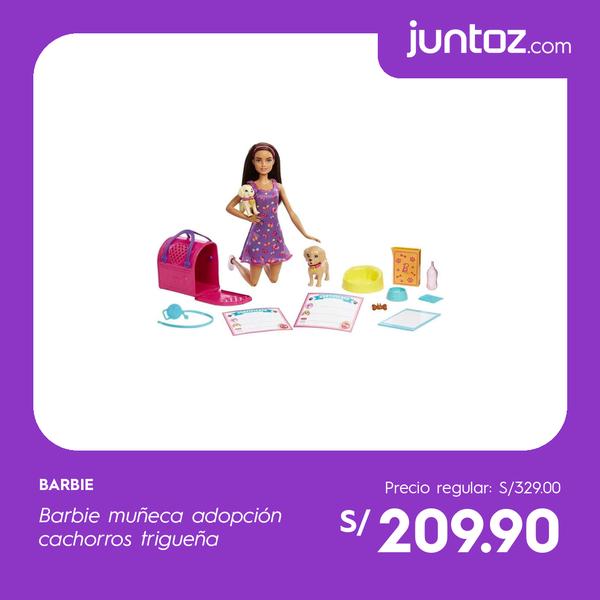 juntoz.com
BARBIE
Barbie muñeca adopción
cachorros trigueña
Precio regular: S/329.00
S/ 209.90